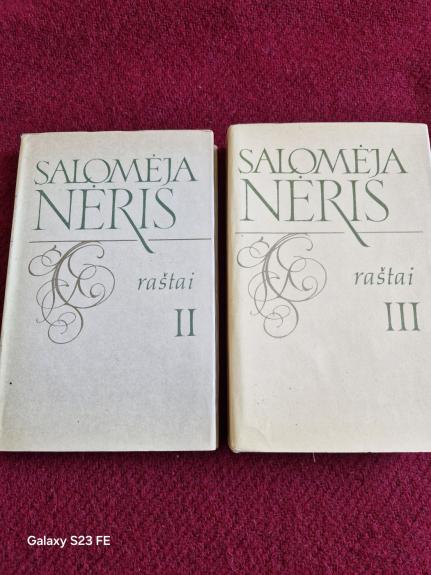 SALOMĖJA
NĖRIS
raštai
II
SALOMĖJA
NĖRIS
raštai
III
Galaxy S23 FE